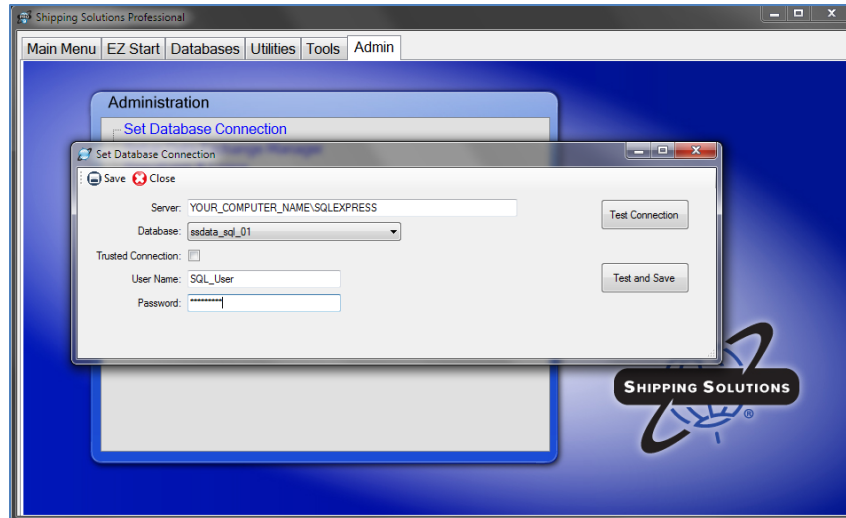 Shipping Solutions Professional
Main Menu EZ Start Databases Utilities Tools Admin
Administration
Set Database Connection
Set Database Connection
Save Close
Server: YOUR_COMPUTER_NAME\SQLEXPRESS
Test Connection
Database: ssdata_sql_01
Trusted Connection:
User Name: SQL_User
Test and Save
Password: *********
SHIPPING SOLUTIONS
®